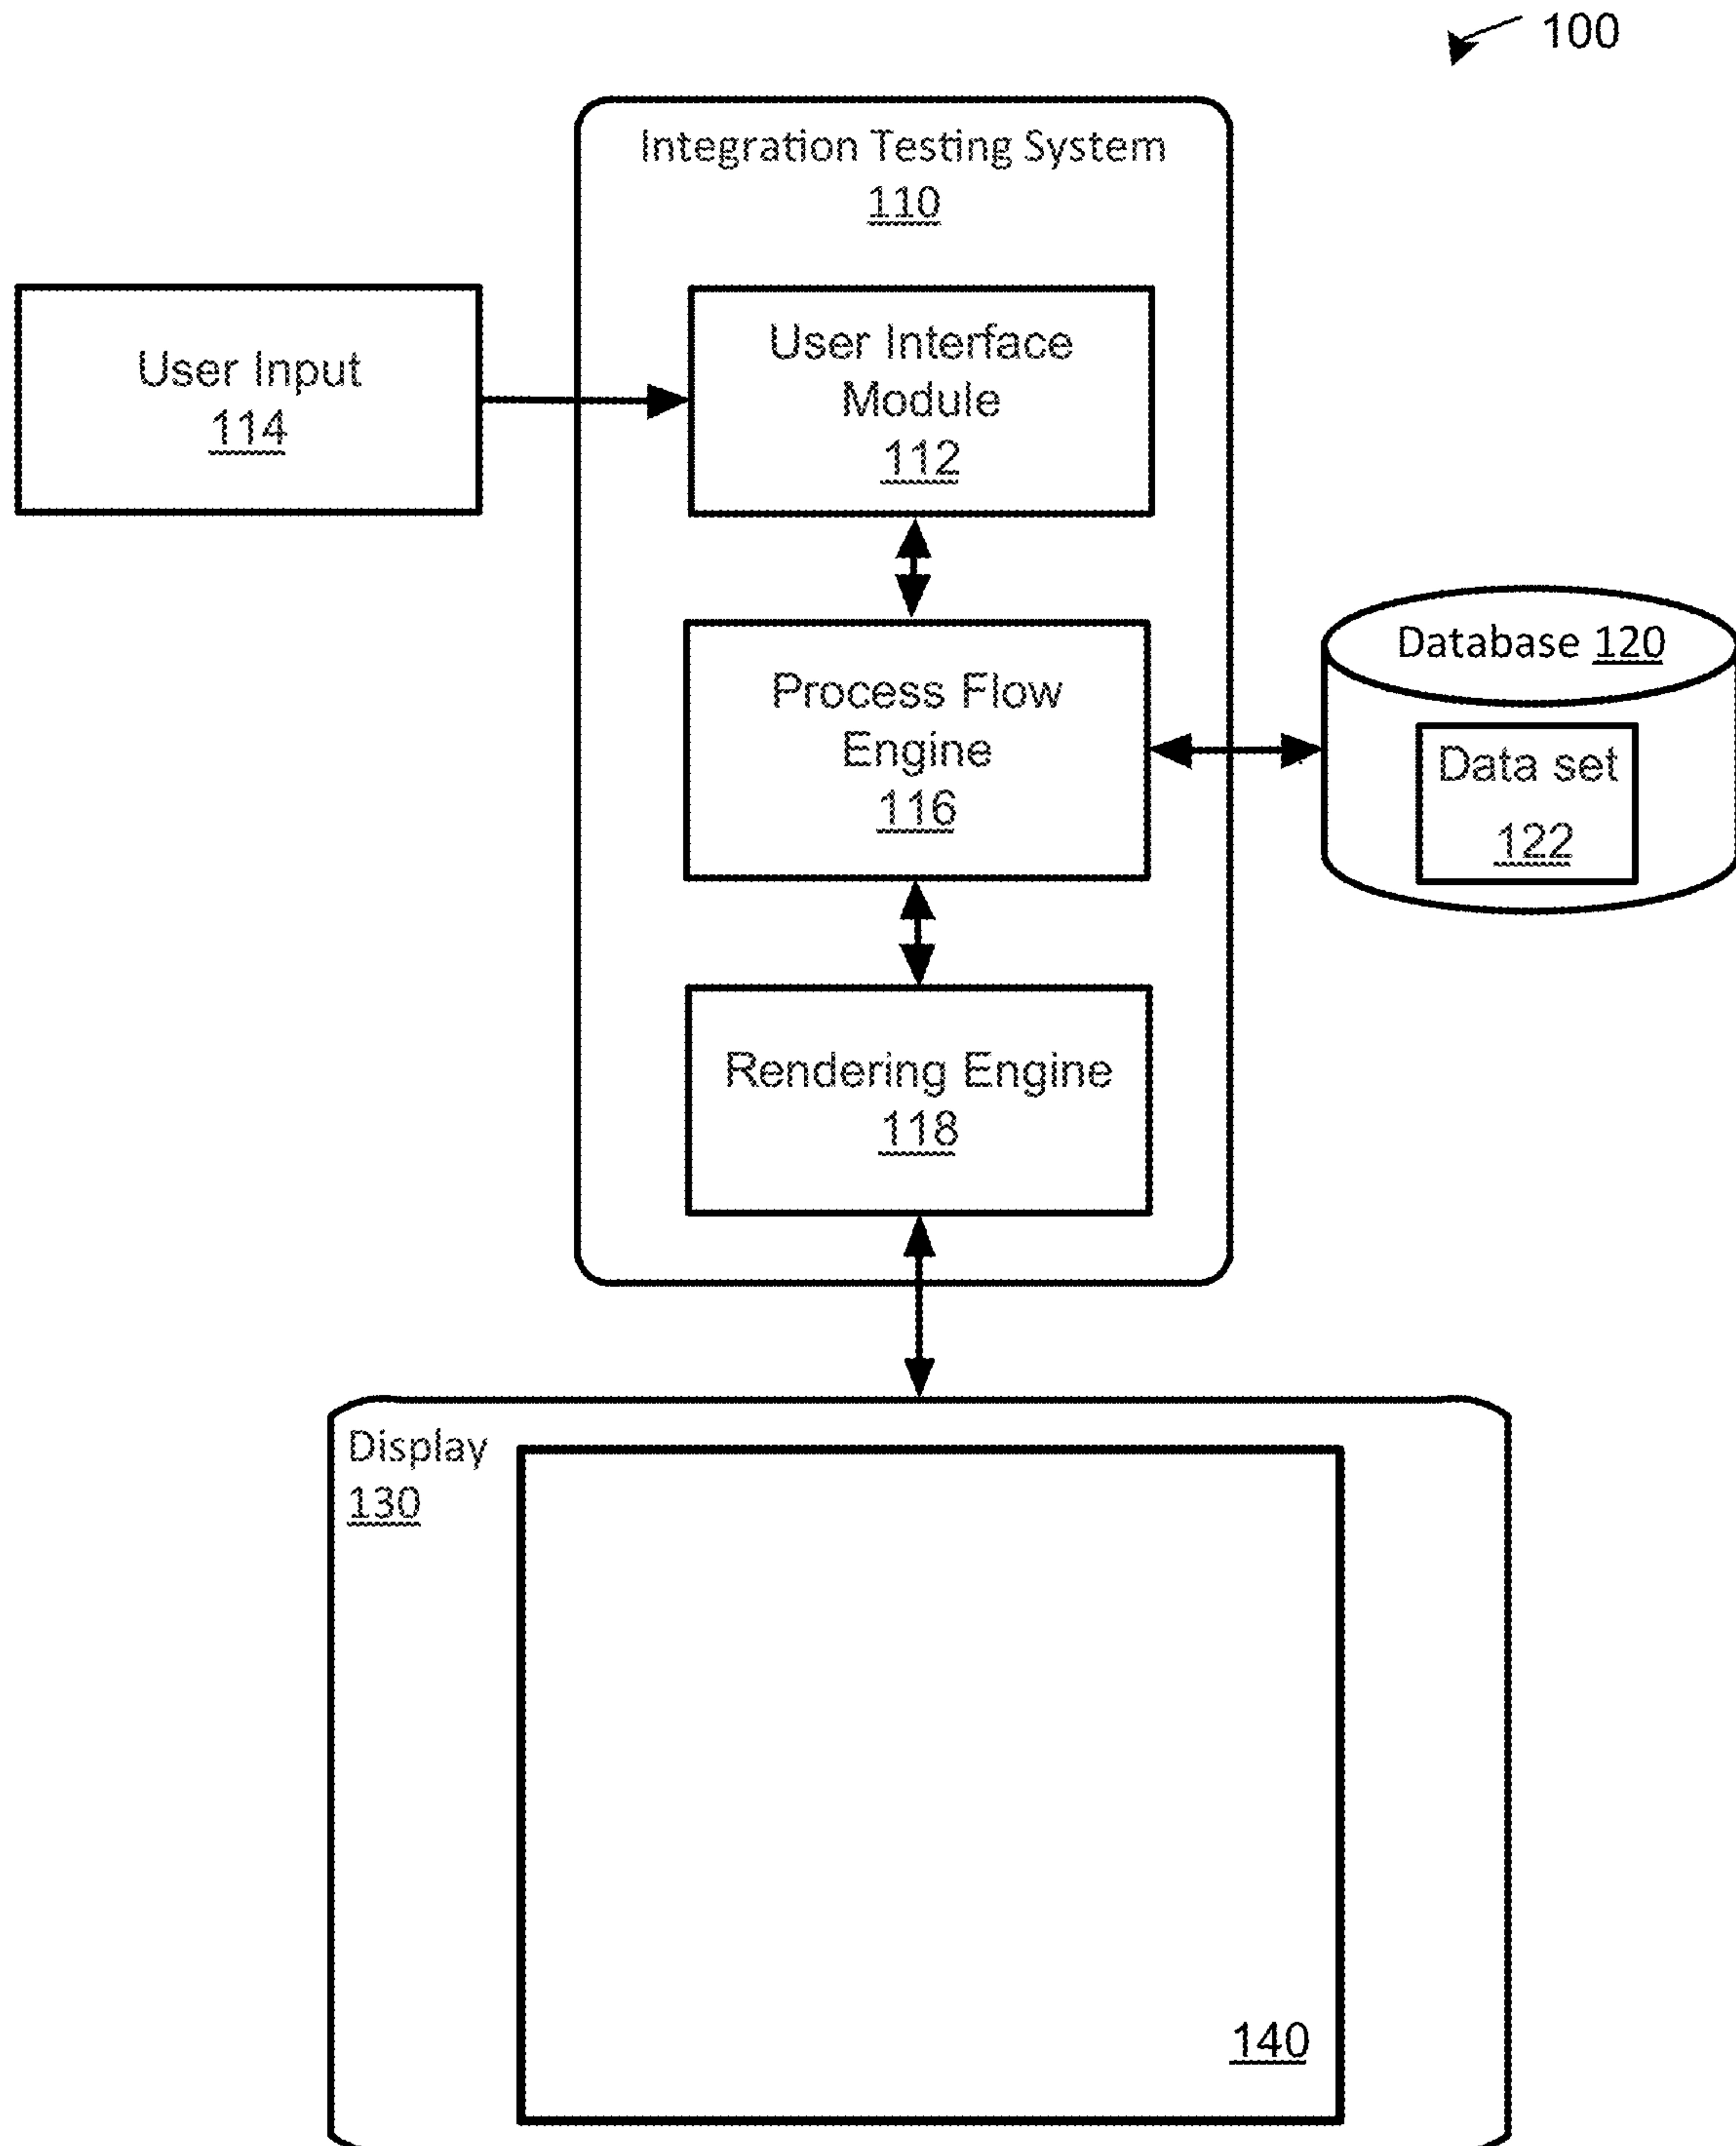 100
Integration Testing System
110
User Input
114
User Interface
Module
112
Process Flow
Engine
116
Database 120
Data set
122
Rendering Engine
118
Display
130
140